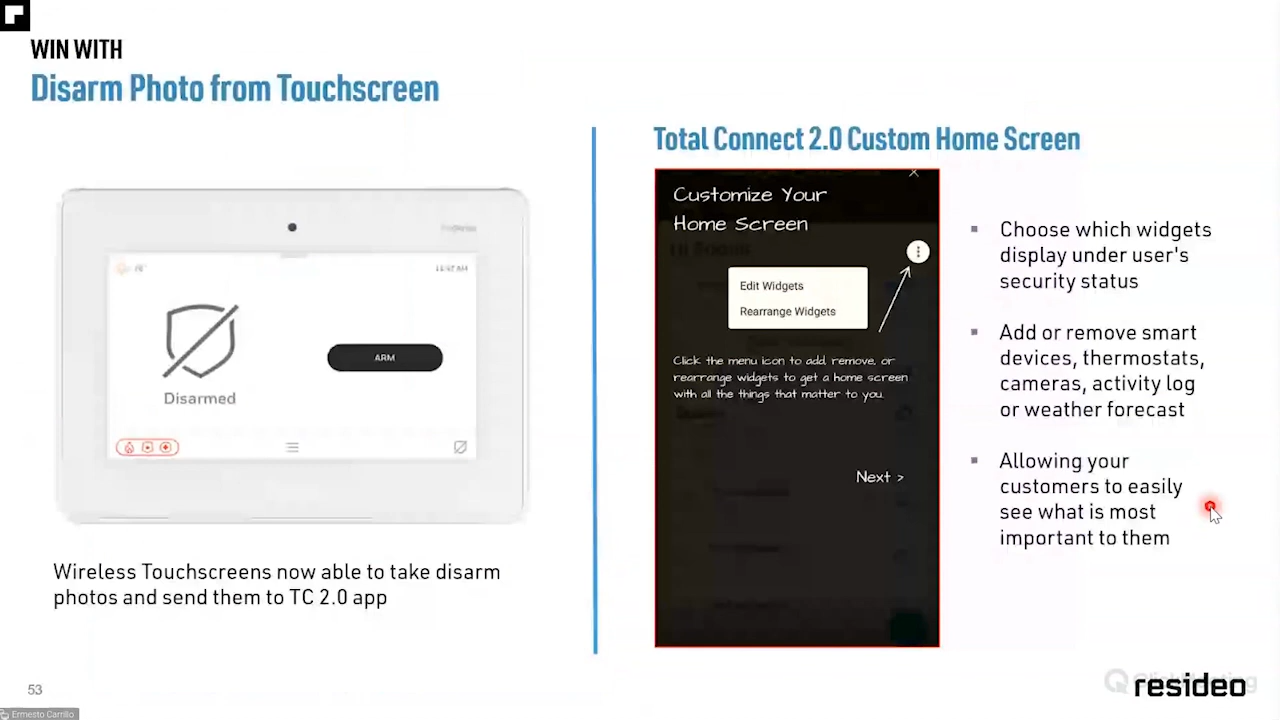 WIN WITH
Disarm Photo from Touchscreen
11:47 AM
Disarmed
ARM
Wireless Touchscreens now able to take disarm
photos and send them to TC 2.0 app
Total Connect 2.0 Custom Home Screen
Customize Your
Home Screen
Edit Widgets
Rearrange Widgets
Click the menu icon to add, remove, or
rearrange widgets to get a home screen
with all the things that matter to you.
Next >
Choose which widgets
display under user's
security status
Add or remove smart
devices, thermostats,
cameras, activity log
or weather forecast
Allowing your
customers to easily
see what is most
important to them
53
resideo
Ermesto Carrillo